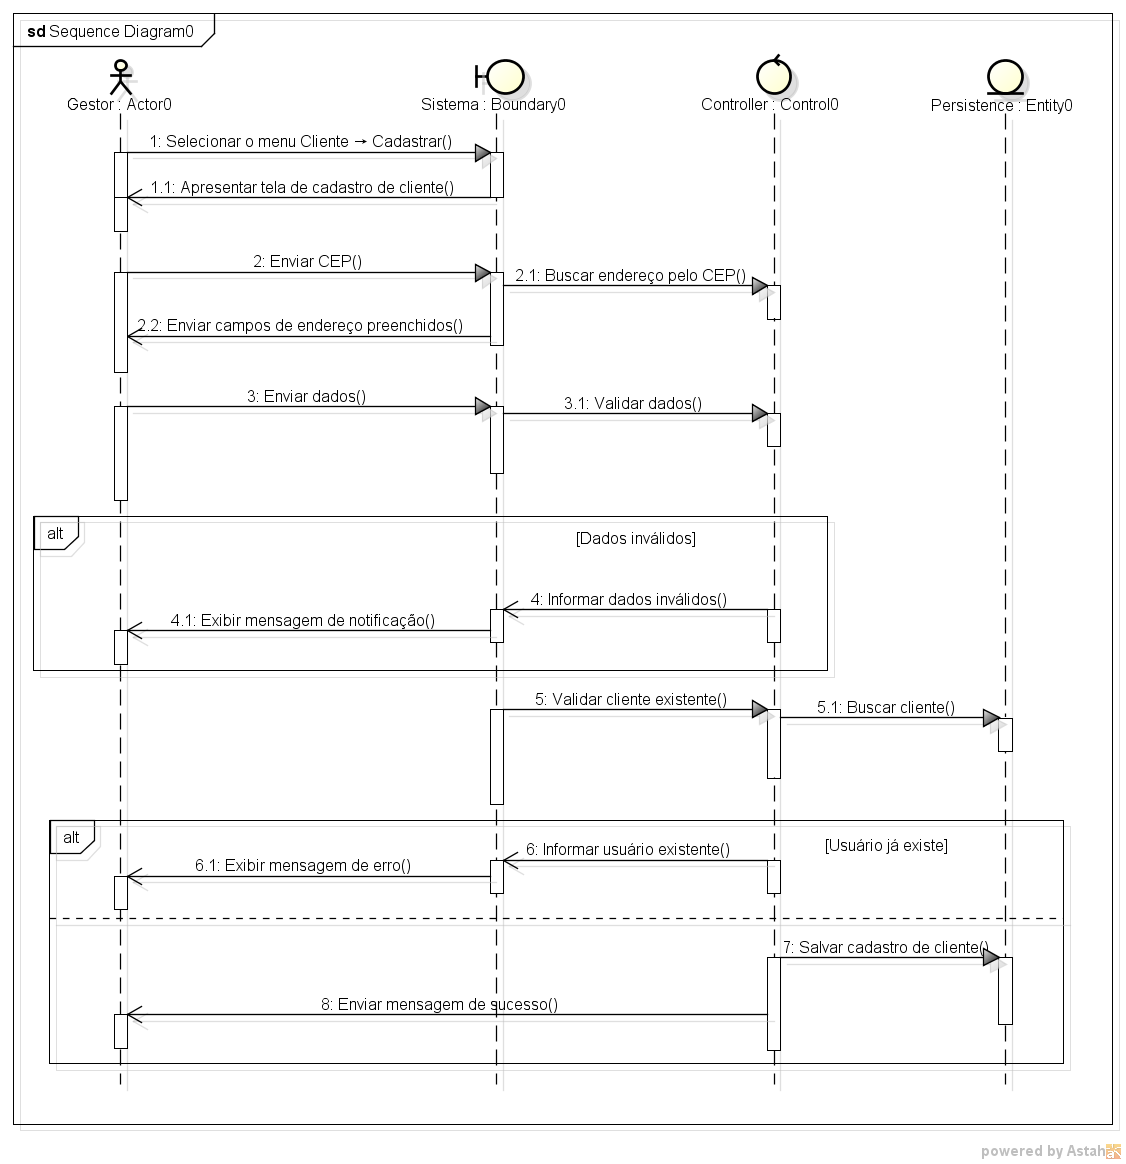 sd Sequence Diagram0
Gestor : Actor0
Sistema : Boundary0
Controller : Control0
Persistence : Entity0
1: Selecionar o menu Cliente → Cadastrar()
1.1: Apresentar tela de cadastro de cliente()
2: Enviar CEP()
2.1: Buscar endereço pelo CEP()
2.2: Enviar campos de endereço preenchidos()
3: Enviar dados()
3.1: Validar dados()
alt
[Dados inválidos]
4: Informar dados inválidos()
4.1: Exibir mensagem de notificação()
5: Validar cliente existente()
5.1: Buscar cliente()
alt
[Usuário já existe]
6: Informar usuário existente()
6.1: Exibir mensagem de erro()
7: Salvar cadastro de cliente()
8: Enviar mensagem de sucesso()
powered by Astah